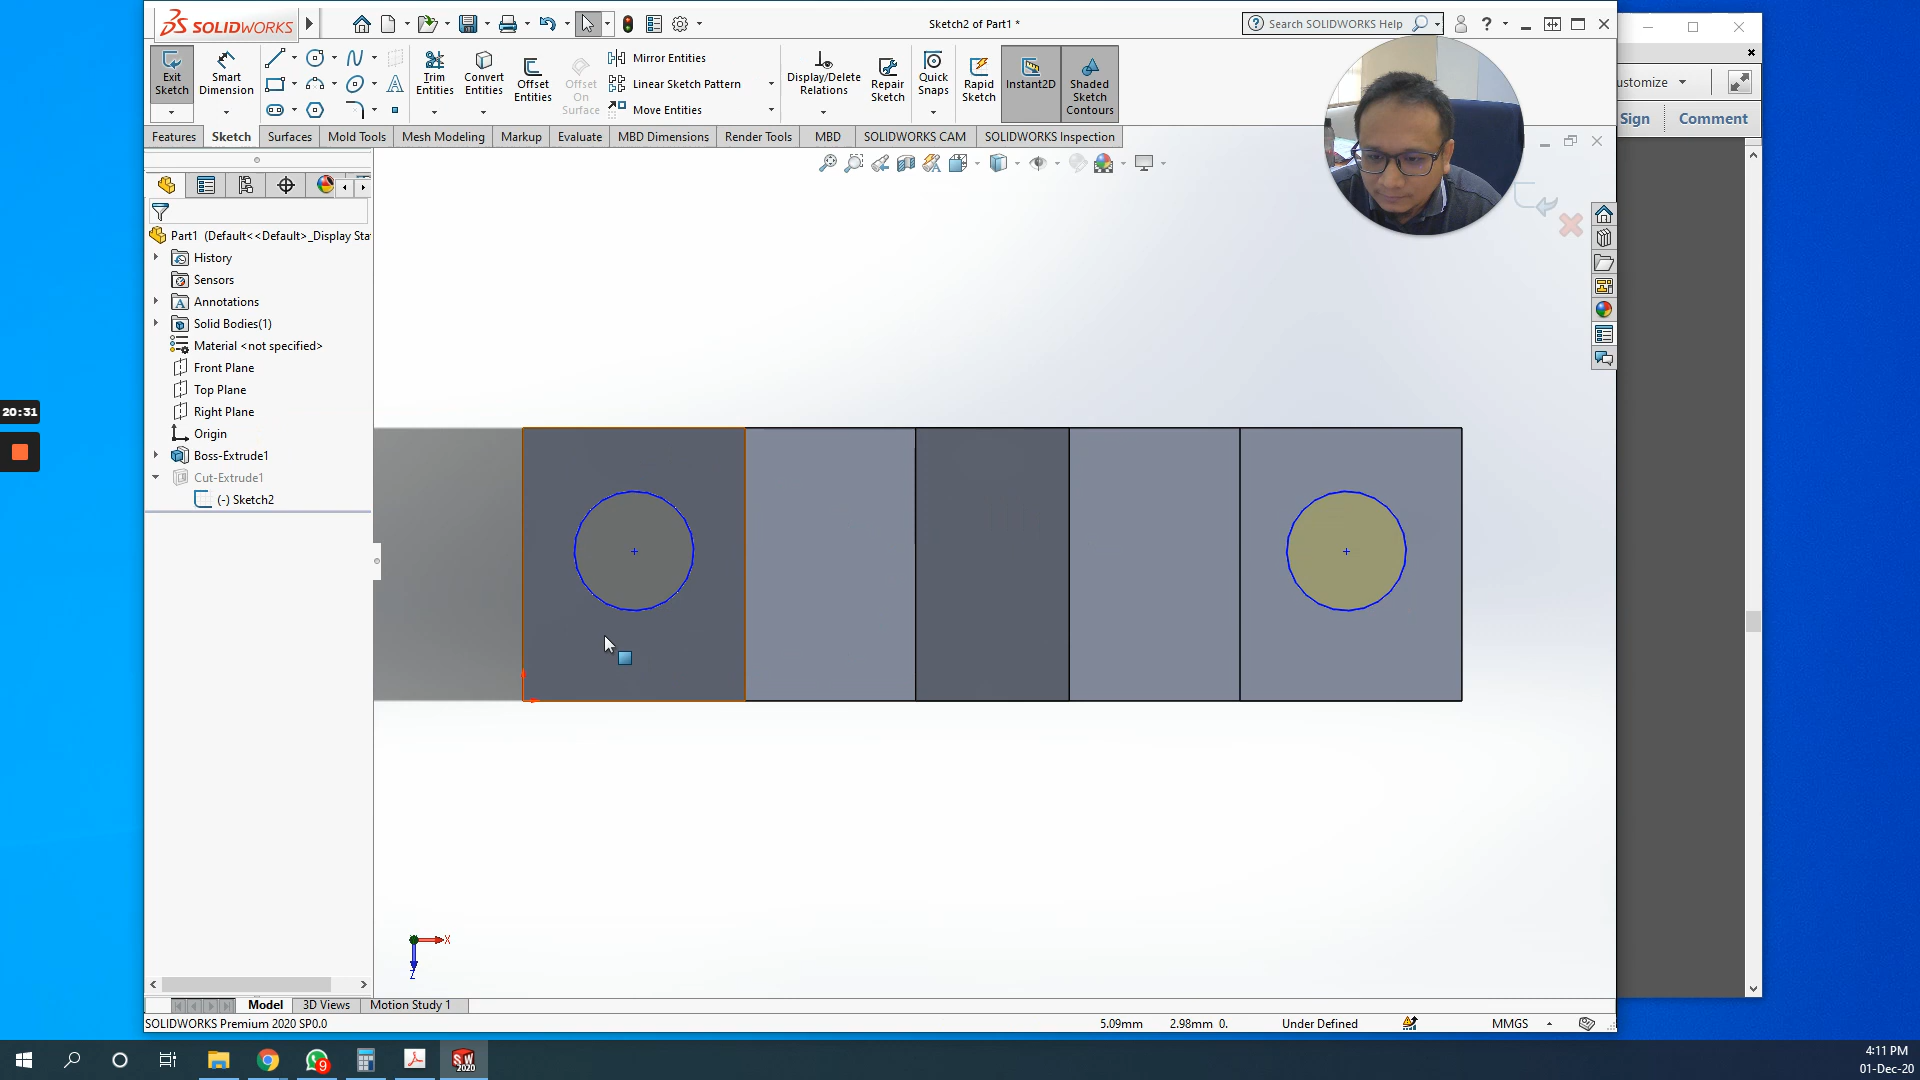 SOLIDWORKS
Sketch2 of Part1 *
Search SOLIDWORKS Help
Exit Sketch
Smart Dimension
Trim Entities
Convert Entities
Offset Entities
Offset On Surface
Mirror Entities
Linear Sketch Pattern
Move Entities
Display/Delete Relations
Repair Sketch
Quick Snaps
Rapid Sketch
Instant2D
Shaded Sketch Contours
ustomize
Sign
Comment
Features
Sketch
Surfaces
Mold Tools
Mesh Modeling
Markup
Evaluate
MBD Dimensions
Render Tools
MBD
SOLIDWORKS CAM
SOLIDWORKS Inspection
Part1 (Default<<Default>_Display Sta
History
Sensors
Annotations
Solid Bodies(1)
Material <not specified>
Front Plane
Top Plane
Right Plane
20:31
Origin
Boss-Extrude1
Cut-Extrude1
(-) Sketch2
X
Z
Model
3D Views
Motion Study 1
SOLIDWORKS Premium 2020 SP0.0
5.09mm
2.98mm
0.
Under Defined
MMGS
9
SW 2020
4:11 PM
01-Dec-20